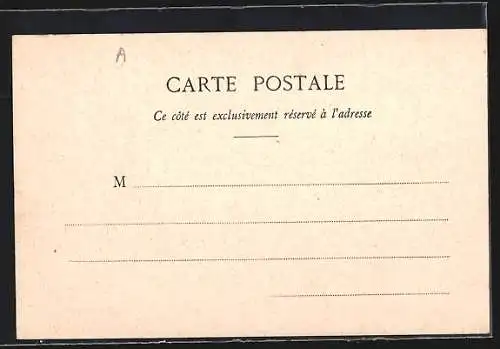 A
CARTE POSTALE
Ce côté est exclusivement réservé à l'adresse
M